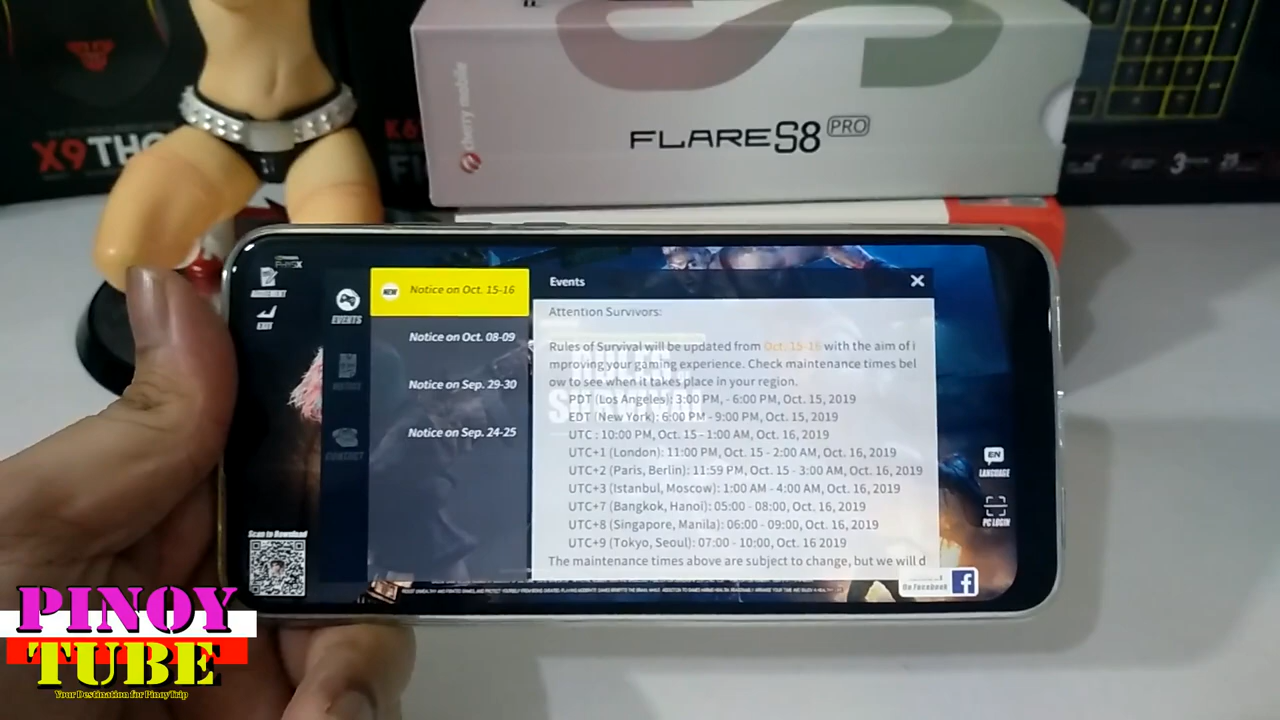 X9THO
K6
cherry mobile
FLARE S8 PRO
3
EXIT
EVENTS
CONTACT
NEW
Notice on Oct. 15-16
Notice on Oct. 08-09
Notice on Sep. 29-30
Notice on Sep. 24-25
Events
Attention Survivors:
Rules of Survival will be updated from Oct. 15-16 with the aim of i
mproving your gaming experience. Check maintenance times bel
ow to see when it takes place in your region.
PDT (Los Angeles): 3:00 PM, - 6:00 PM, Oct. 15, 2019
EDT (New York): 6:00 PM - 9:00 PM, Oct. 15, 2019
UTC : 10:00 PM, Oct. 15 - 1:00 AM, Oct. 16, 2019
UTC+1 (London): 11:00 PM, Oct. 15 - 2:00 AM, Oct. 16, 2019
UTC+2 (Paris, Berlin): 11:59 PM, Oct. 15 - 3:00 AM, Oct. 16, 2019
UTC+3 (Istanbul, Moscow): 1:00 AM - 4:00 AM, Oct. 16, 2019
UTC+7 (Bangkok, Hanoi): 05:00 - 08:00, Oct. 16, 2019
UTC+8 (Singapore, Manila): 06:00 - 09:00, Oct. 16, 2019
UTC+9 (Tokyo, Seoul): 07:00 - 10:00, Oct. 16 2019
The maintenance times above are subject to change, but we will d
EN
LANGUAGE
PC LOGIN
Scan to Download
On Facebook
f
PINOY
TUBE
Your Destination for PinoyTrip